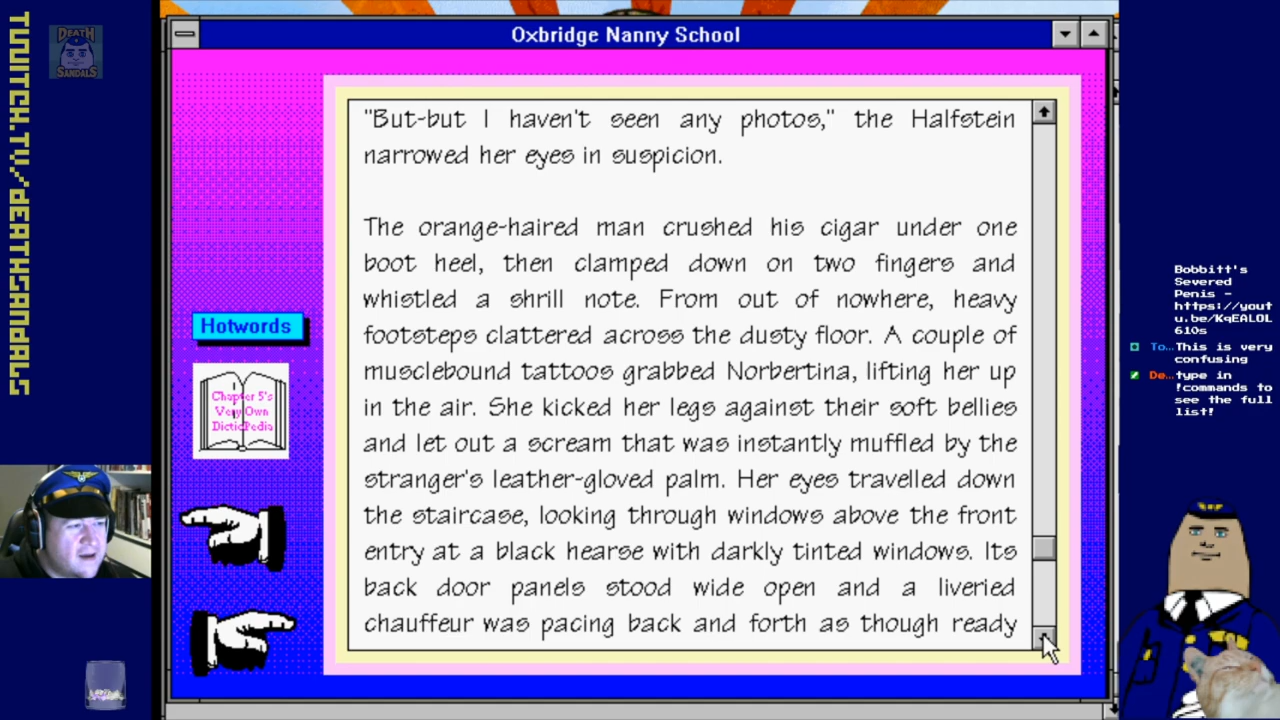 TWITCH.TV/DEATHSANDALS
DEATH
SANDALS
Oxbridge Nanny School
"But-but I haven't seen any photos," the Halfstein
narrowed her eyes in suspicion.
The orange-haired man crushed his cigar under one
boot heel, then clamped down on two fingers and
whistled a shrill note. From out of nowhere, heavy
footsteps clattered across the dusty floor. A couple of
musclebound tattoos grabbed Norbertina, lifting her up
in the air. She kicked her legs against their soft bellies
and let out a scream that was instantly muffled by the
stranger's leather-gloved palm. Her eyes travelled down
the staircase, looking through windows above the front
entry at a black hearse with darkly tinted windows. Its
back door panels stood wide open and a liveried
chauffeur was pacing back and forth as though ready
Hotwords
Chapter 5's
Very Own
DictioPedia
Bobbitt's
Severed
Penis -
https://yout
u.be/KqEALOL
610s
To...This is very
confusing
De...type in
!commands to
see the full
list!